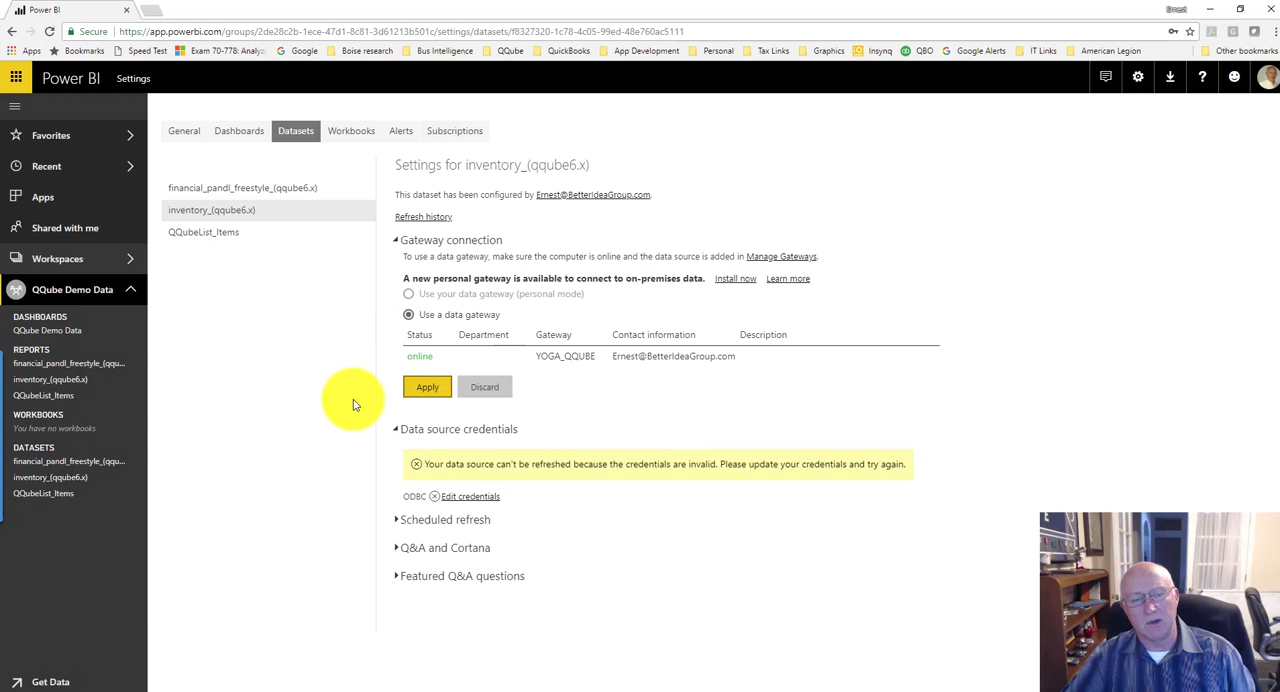 Power BI
Ernest
Secure https://app.powerbi.com/groups/2de28c2b-1ece-47d1-8c81-3d61213b501c/settings/datasets/f8327320-1c78-4c05-99ed-48e760ac5111
Apps Bookmarks Speed Test Exam 70-778: Analyzi Google Boise research Bus Intelligence QQube QuickBooks App Development Personal Tax Links Graphics Insynq QBO Google Alerts IT Links American Legion Other bookmarks
Power BI Settings
General Dashboards Datasets Workbooks Alerts Subscriptions
Favorites
Recent
Apps
Shared with me
Workspaces
QQube Demo Data
DASHBOARDS
QQube Demo Data
REPORTS
financial_pandl_freestyle_(qqu...
inventory_(qqube6.x)
QQubeList_Items
WORKBOOKS
You have no workbooks
DATASETS
financial_pandl_freestyle_(qqu...
inventory_(qqube6.x)
QQubeList_Items
Get Data
financial_pandl_freestyle_(qqube6.x)
inventory_(qqube6.x)
QQubeList_Items
Settings for inventory_(qqube6.x)
This dataset has been configured by Ernest@BetterIdeaGroup.com.
Refresh history
Gateway connection
To use a data gateway, make sure the computer is online and the data source is added in Manage Gateways.
A new personal gateway is available to connect to on-premises data. Install now Learn more
Use your data gateway (personal mode)
Use a data gateway
Status Department Gateway Contact information Description
online YOGA_QQUBE Ernest@BetterIdeaGroup.com
Apply Discard
Data source credentials
Your data source can't be refreshed because the credentials are invalid. Please update your credentials and try again.
ODBC Edit credentials
Scheduled refresh
Q&A and Cortana
Featured Q&A questions